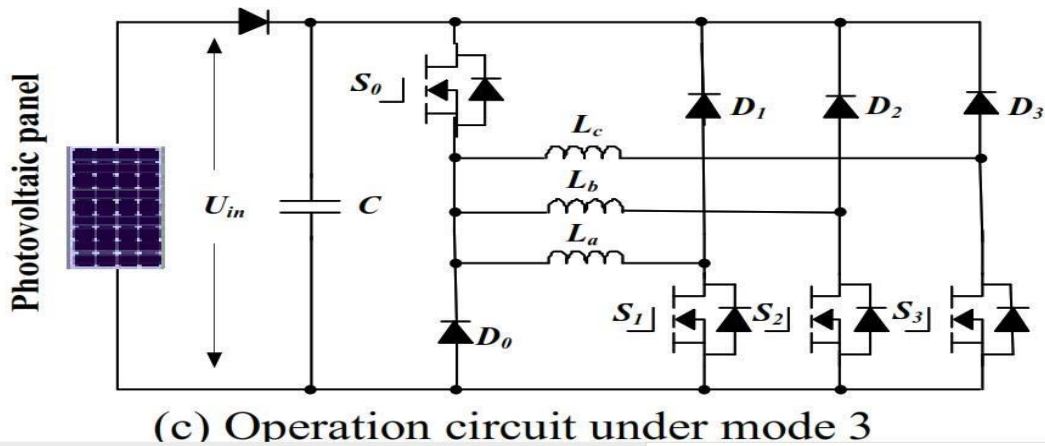 Photovoltaic panel
U_in
C
S_0
D_0
L_c
L_b
L_a
D_1
D_2
D_3
S_1
S_2
S_3
(c) Operation circuit under mode 3